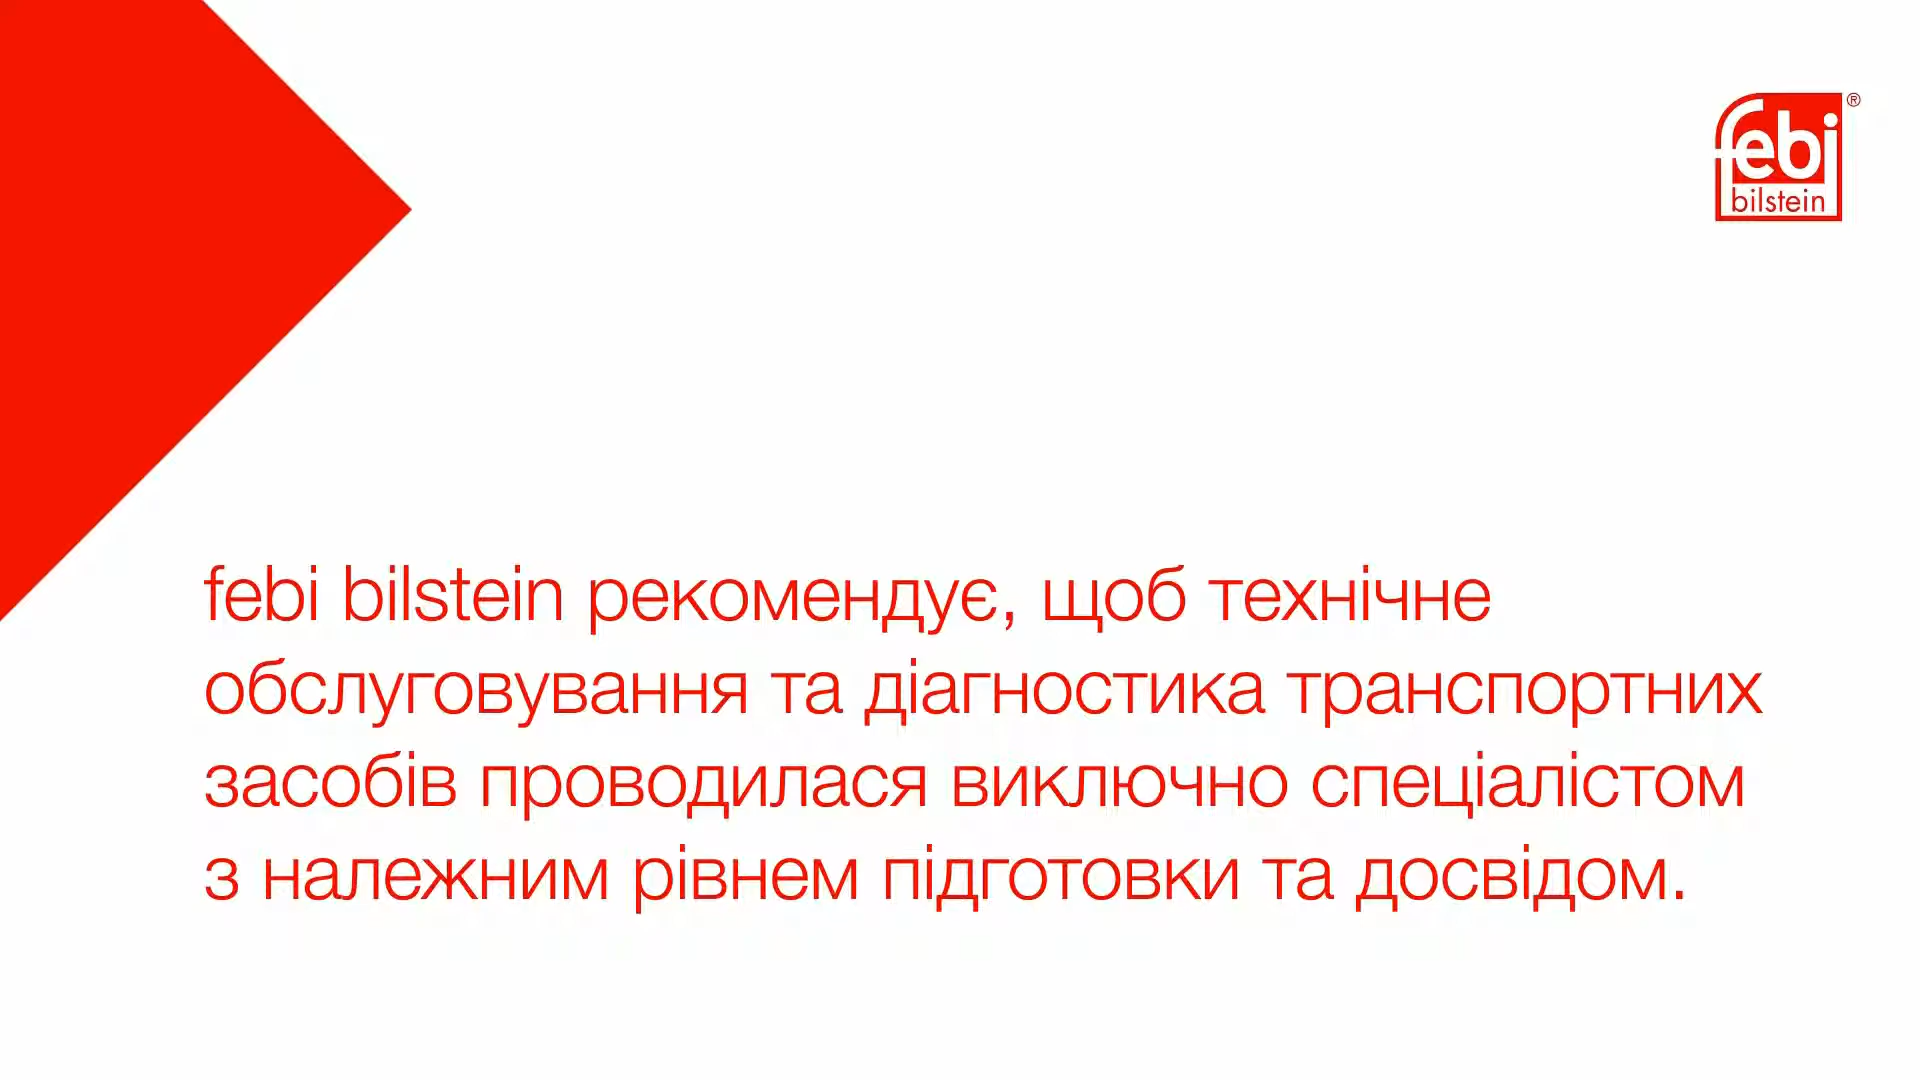 febi®
bilstein
febi bilstein рекомендує, щоб технічне
обслуговування та діагностика транспортних
засобів проводилася виключно спеціалістом
з належним рівнем підготовки та досвідом.